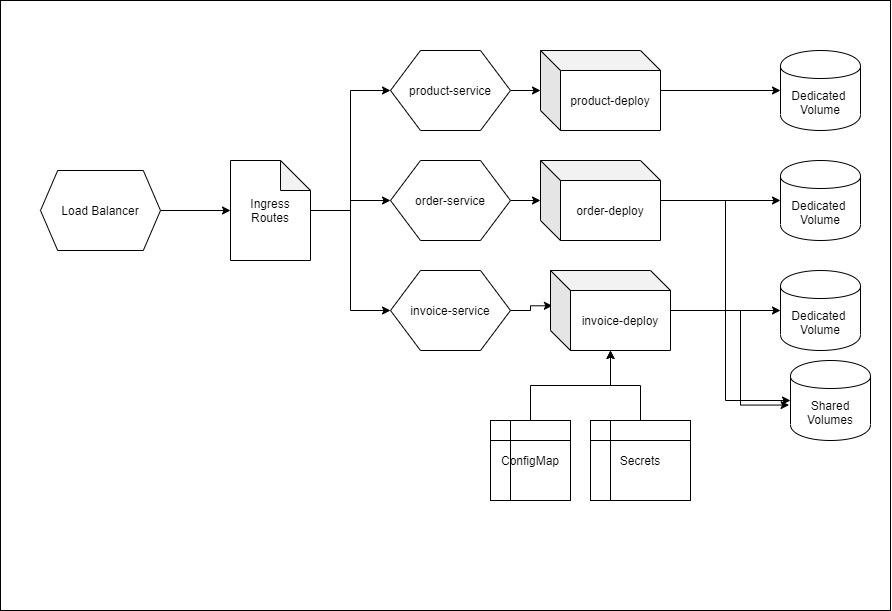 product-service
product-deploy
Dedicated
Volume
Load Balancer
Ingress
Routes
order-service
order-deploy
Dedicated
Volume
invoice-service
invoice-deploy
Dedicated
Volume
Shared
Volumes
ConfigMap
Secrets